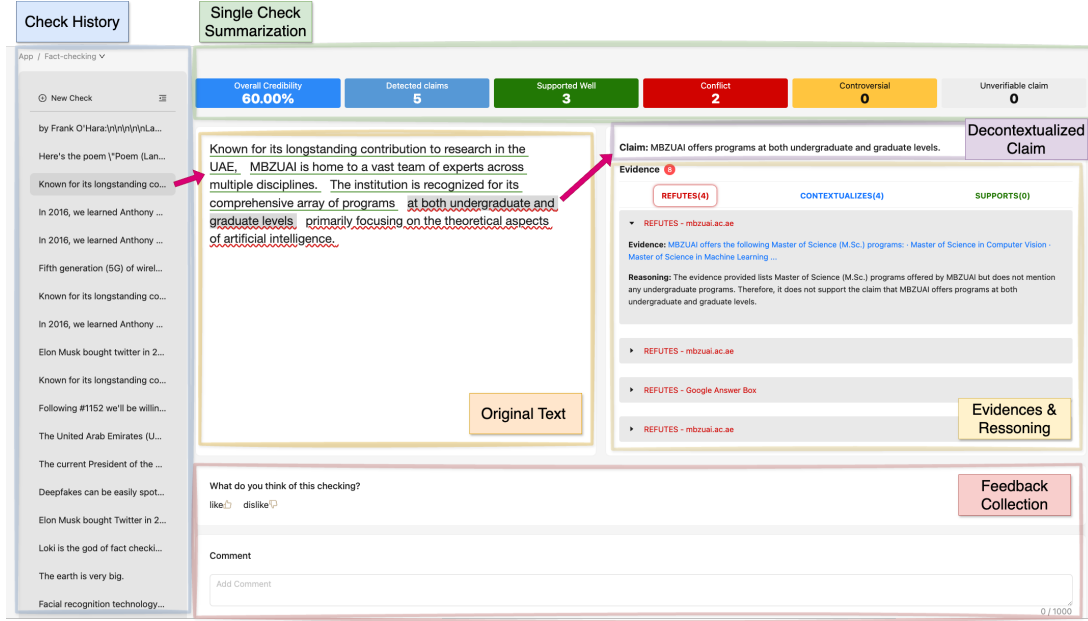 Check History
Single Check
Summarization
App / Fact-checking
New Check
by Frank O'Hara:\n\n\n\n\nLa...
Here's the poem \"Poem (Lan...
Known for its longstanding co...
In 2016, we learned Anthony ...
In 2016, we learned Anthony ...
Fifth generation (5G) of wirel...
Known for its longstanding co...
In 2016, we learned Anthony ...
Elon Musk bought twitter in 2...
Known for its longstanding co...
Following #1152 we'll be willin...
The United Arab Emirates (U...
The current President of the ...
Deepfakes can be easily spot...
Elon Musk bought Twitter in 2...
Loki is the god of fact checki...
The earth is very big.
Facial recognition technology...
Overall Credibility
60.00%
Detected claims
5
Supported Well
3
Conflict
2
Controversial
0
Unverifiable claim
0
Known for its longstanding contribution to research in the
UAE, MBZUAI is home to a vast team of experts across
multiple disciplines. The institution is recognized for its
comprehensive array of programs at both undergraduate and
graduate levels primarily focusing on the theoretical aspects
of artificial intelligence.
Original Text
Decontextualized
Claim
Claim: MBZUAI offers programs at both undergraduate and graduate levels.
Evidence 8
REFUTES(4) CONTEXTUALIZES(4) SUPPORTS(0)
REFUTES - mbzuai.ac.ae
Evidence: MBZUAI offers the following Master of Science (M.Sc.) programs: · Master of Science in Computer Vision ·
Master of Science in Machine Learning ...
Reasoning: The evidence provided lists Master of Science (M.Sc.) programs offered by MBZUAI but does not mention
any undergraduate programs. Therefore, it does not support the claim that MBZUAI offers programs at both
undergraduate and graduate levels.
REFUTES - mbzuai.ac.ae
REFUTES - Google Answer Box
REFUTES - mbzuai.ac.ae
Evidences &
Ressoning
What do you think of this checking?
like dislike
Feedback
Collection
Comment
Add Comment
0 / 1000